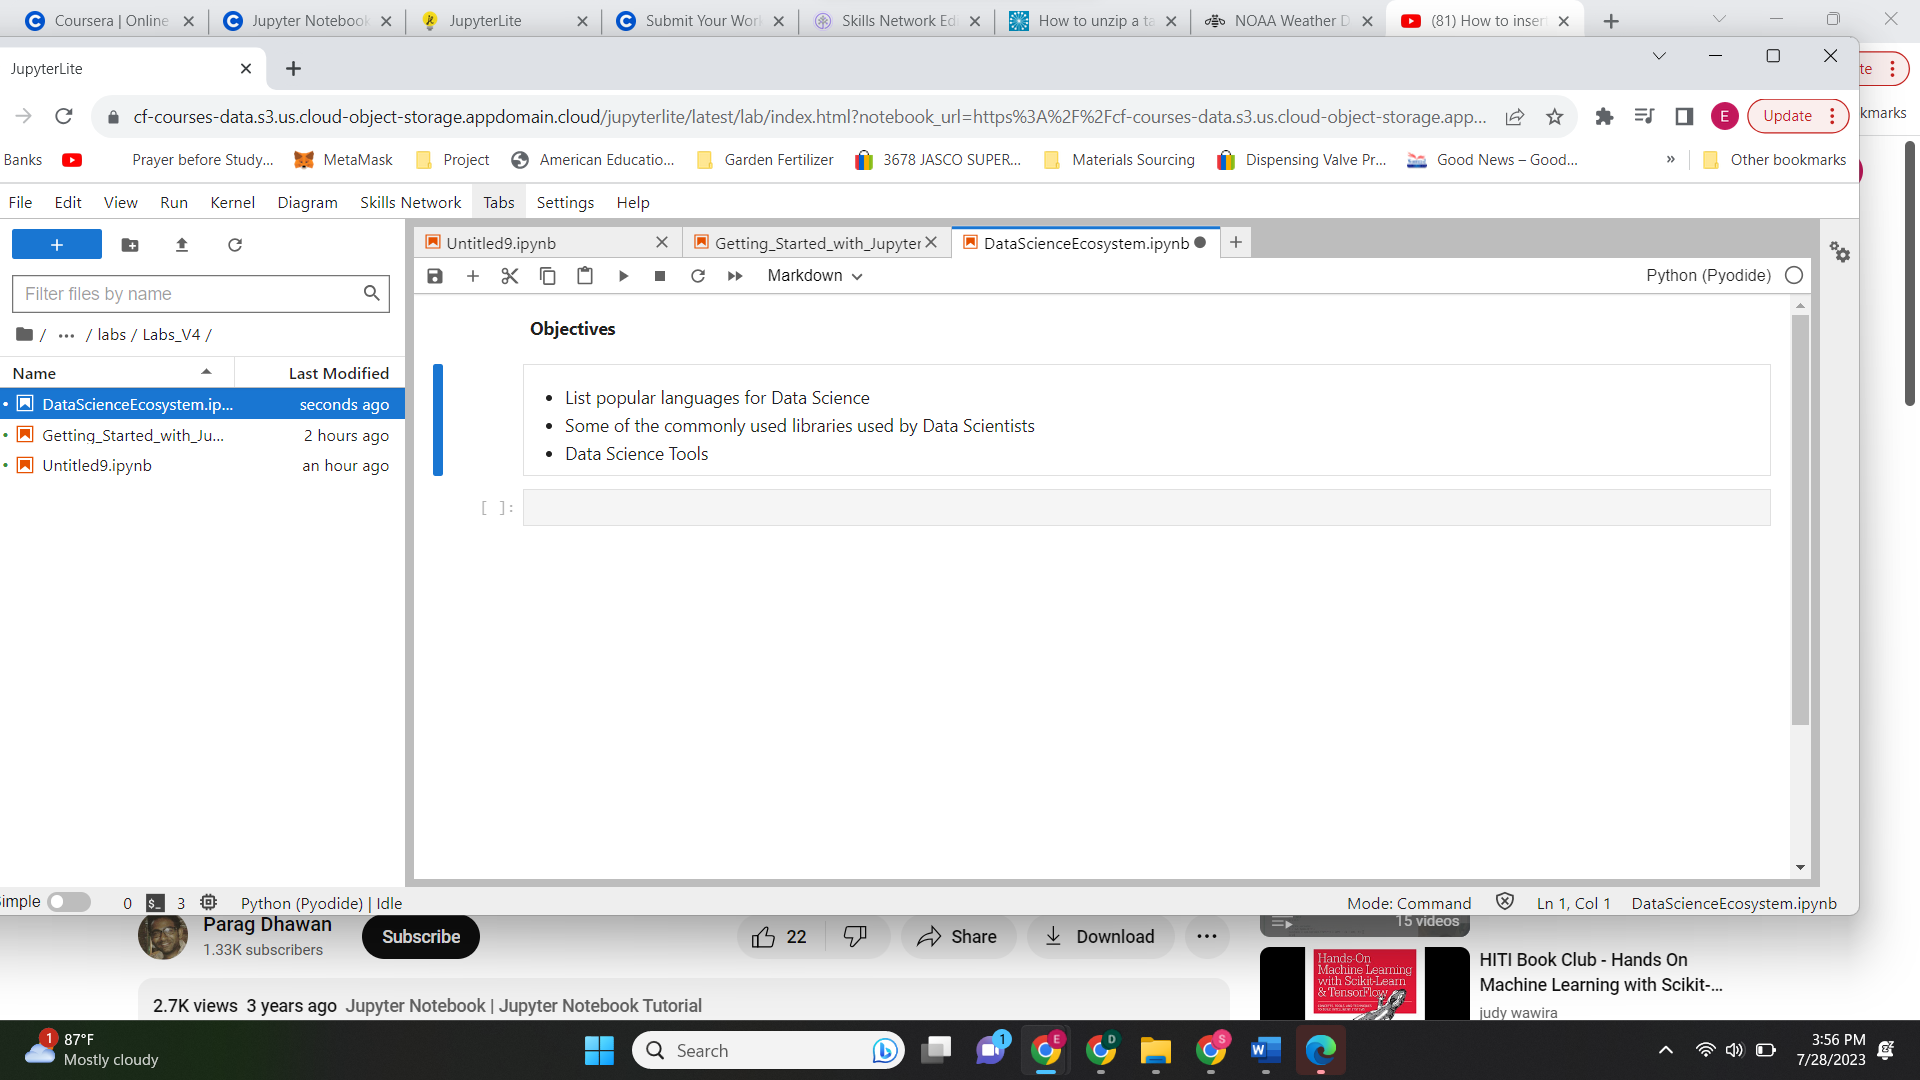 Coursera | Online
Jupyter Notebook
JupyterLite
Submit Your Wor
Skills Network Ed
How to unzip a ta
NOAA Weather D
(81) How to inser
JupyterLite
te
cf-courses-data.s3.us.cloud-object-storage.appdomain.cloud/jupyterlite/latest/lab/index.html?notebook_url=https%3A%2F%2Fcf-courses-data.s3.us.cloud-object-storage.app...
E
Update
kmarks
Banks
Prayer before Study...
MetaMask
Project
American Educatio...
Garden Fertilizer
3678 JASCO SUPER...
Materials Sourcing
Dispensing Valve Pr...
Good News – Good...
»
Other bookmarks
File Edit View Run Kernel Diagram Skills Network Tabs Settings Help
Untitled9.ipynb
Getting_Started_with_Jupyter
DataScienceEcosystem.ipynb
Markdown
Python (Pyodide)
Filter files by name
/ ... / labs / Labs_V4 /
Name Last Modified
• DataScienceEcosystem.ip... seconds ago
• Getting_Started_with_Ju... 2 hours ago
• Untitled9.ipynb an hour ago
Objectives
• List popular languages for Data Science
• Some of the commonly used libraries used by Data Scientists
• Data Science Tools
[ ]:
imple 0 $_ 3 Python (Pyodide) | Idle
Mode: Command Ln 1, Col 1 DataScienceEcosystem.ipynb
Parag Dhawan
1.33K subscribers
Subscribe
22
Share
Download
15 videos
2.7K views 3 years ago Jupyter Notebook | Jupyter Notebook Tutorial
Hands-On
Machine Learning
with Scikit-Learn
& TensorFlow
HITI Book Club - Hands On
Machine Learning with Scikit-...
judy wawira
1
87°F
Mostly cloudy
Search
1
E
D
S
W
3:56 PM
7/28/2023